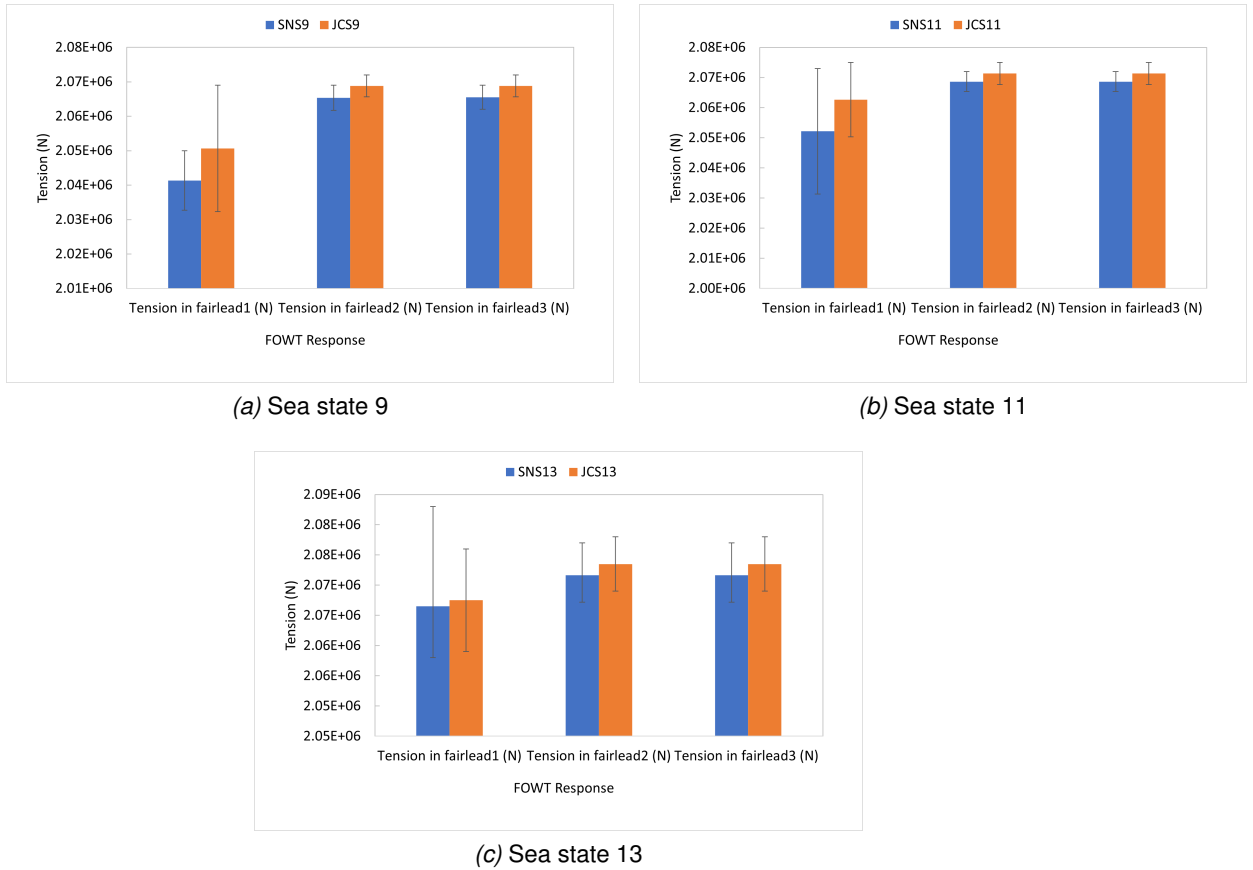 SNS9 JCS9
2.08E+06
2.07E+06
2.06E+06
2.05E+06
2.04E+06
2.03E+06
2.02E+06
2.01E+06
Tension (N)
Tension in fairlead1 (N) Tension in fairlead2 (N) Tension in fairlead3 (N)
FOWT Response
(a) Sea state 9
SNS11 JCS11
2.08E+06
2.07E+06
2.06E+06
2.05E+06
2.04E+06
2.03E+06
2.02E+06
2.01E+06
2.00E+06
Tension (N)
Tension in fairlead1 (N) Tension in fairlead2 (N) Tension in fairlead3 (N)
FOWT Response
(b) Sea state 11
SNS13 JCS13
2.09E+06
2.08E+06
2.08E+06
2.07E+06
2.07E+06
2.06E+06
2.06E+06
2.05E+06
2.05E+06
Tension (N)
Tension in fairlead1 (N) Tension in fairlead2 (N) Tension in fairlead3 (N)
FOWT Response
(c) Sea state 13